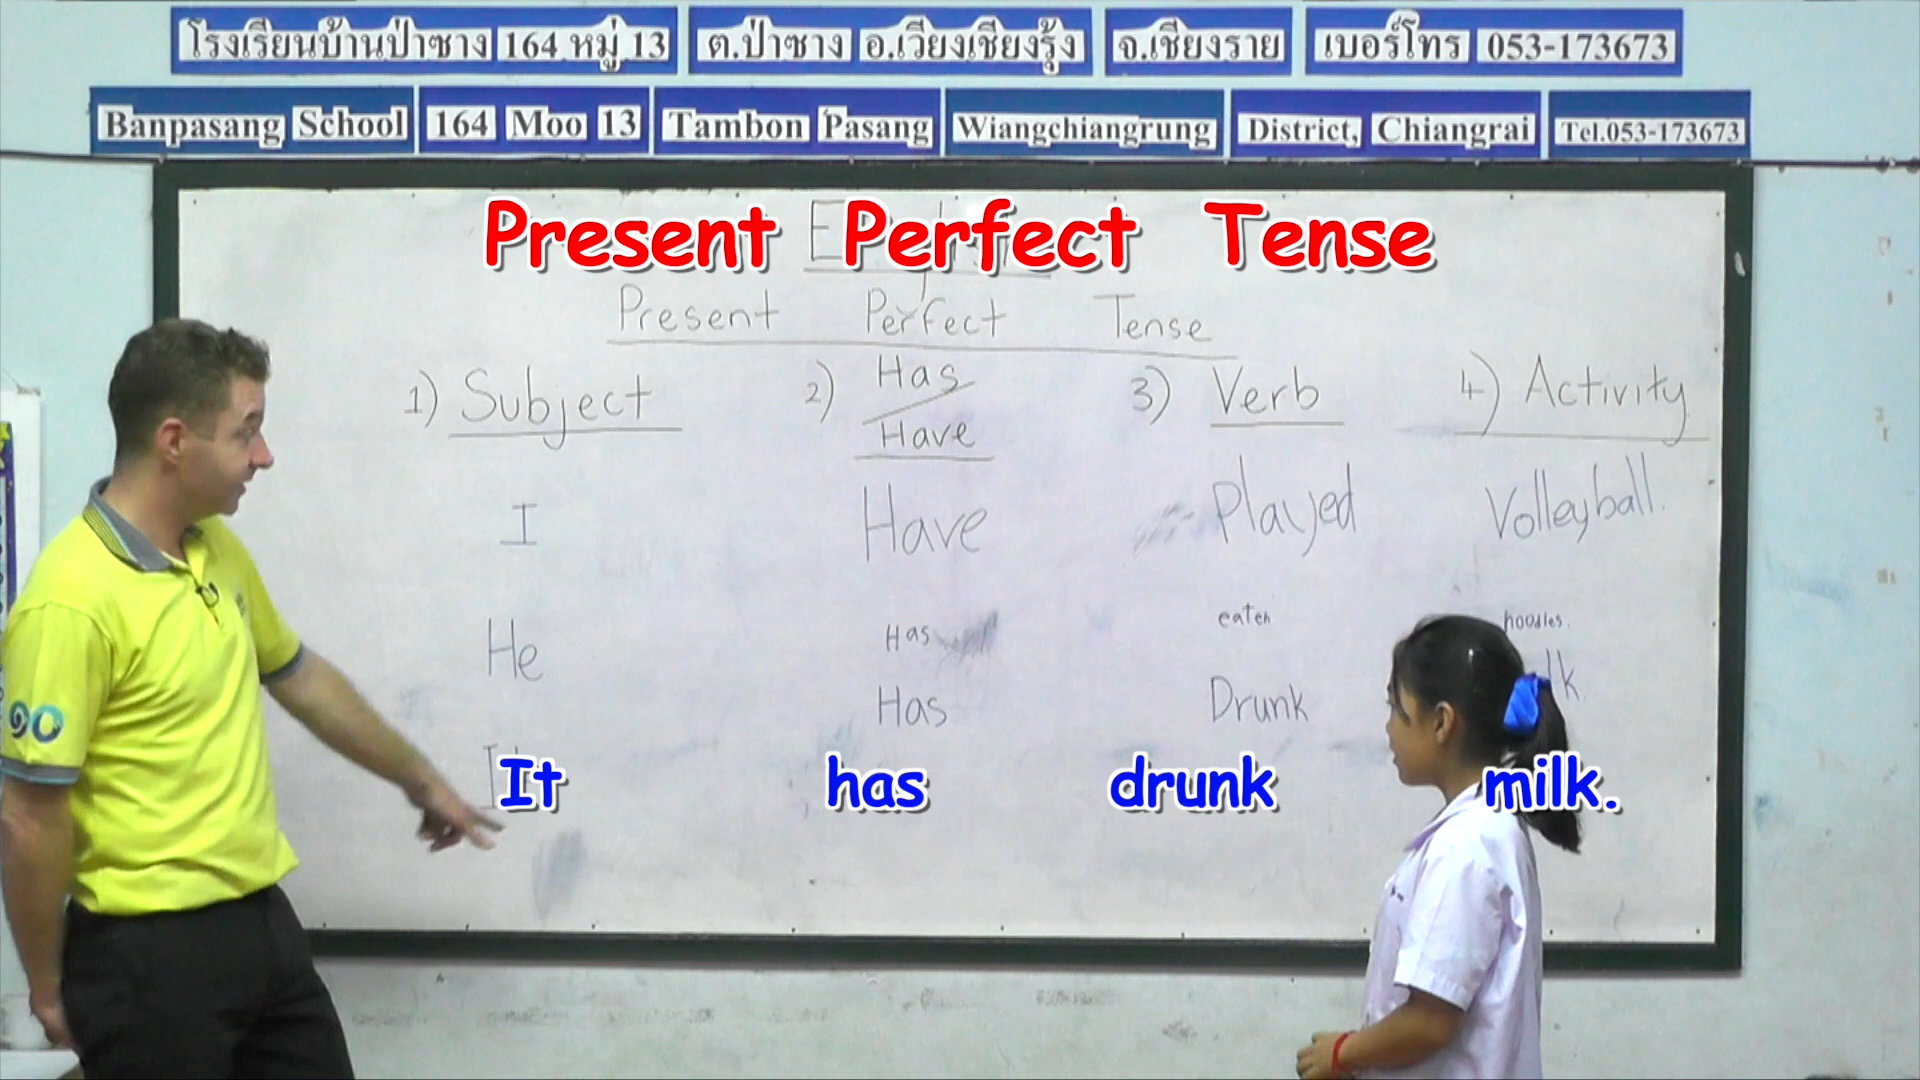 โรงเรียนบ้านป่าซาง 164 หมู่ 13 ต.ป่าซาง อ.เวียงเชียงรุ้ง จ.เชียงราย เบอร์โทร 053-173673
Banpasang School 164 Moo 13 Tambon Pasang Wiangchiangrung District, Chiangrai Tel.053-173673
Present Perfect Tense
Present Perfect Tense
1) Subject 2) Has / Have 3) Verb 4) Activity
I Have Played Volleyball.
Has eaten noodles.
He Has Drunk
It has drunk milk.